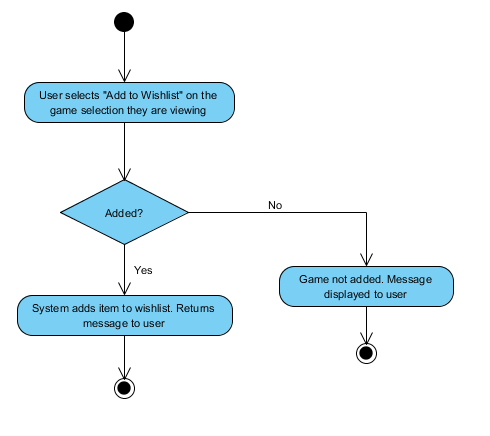 User selects "Add to Wishlist" on the
game selection they are viewing
Added?
No
Yes
Game not added. Message
displayed to user
System adds item to wishlist. Returns
message to user